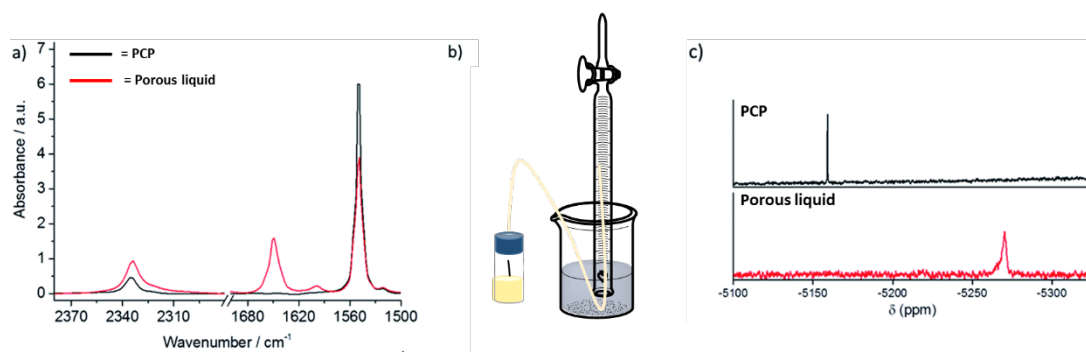 a)
7
6
5
4
3
2
1
0
Absorbance / a.u.
= PCP
= Porous liquid
2370 2340 2310 1680 1620 1560 1500
Wavenumber / cm⁻¹
b)
c)
PCP
Porous liquid
-5100 -5150 -5200 -5250 -5300
δ (ppm)